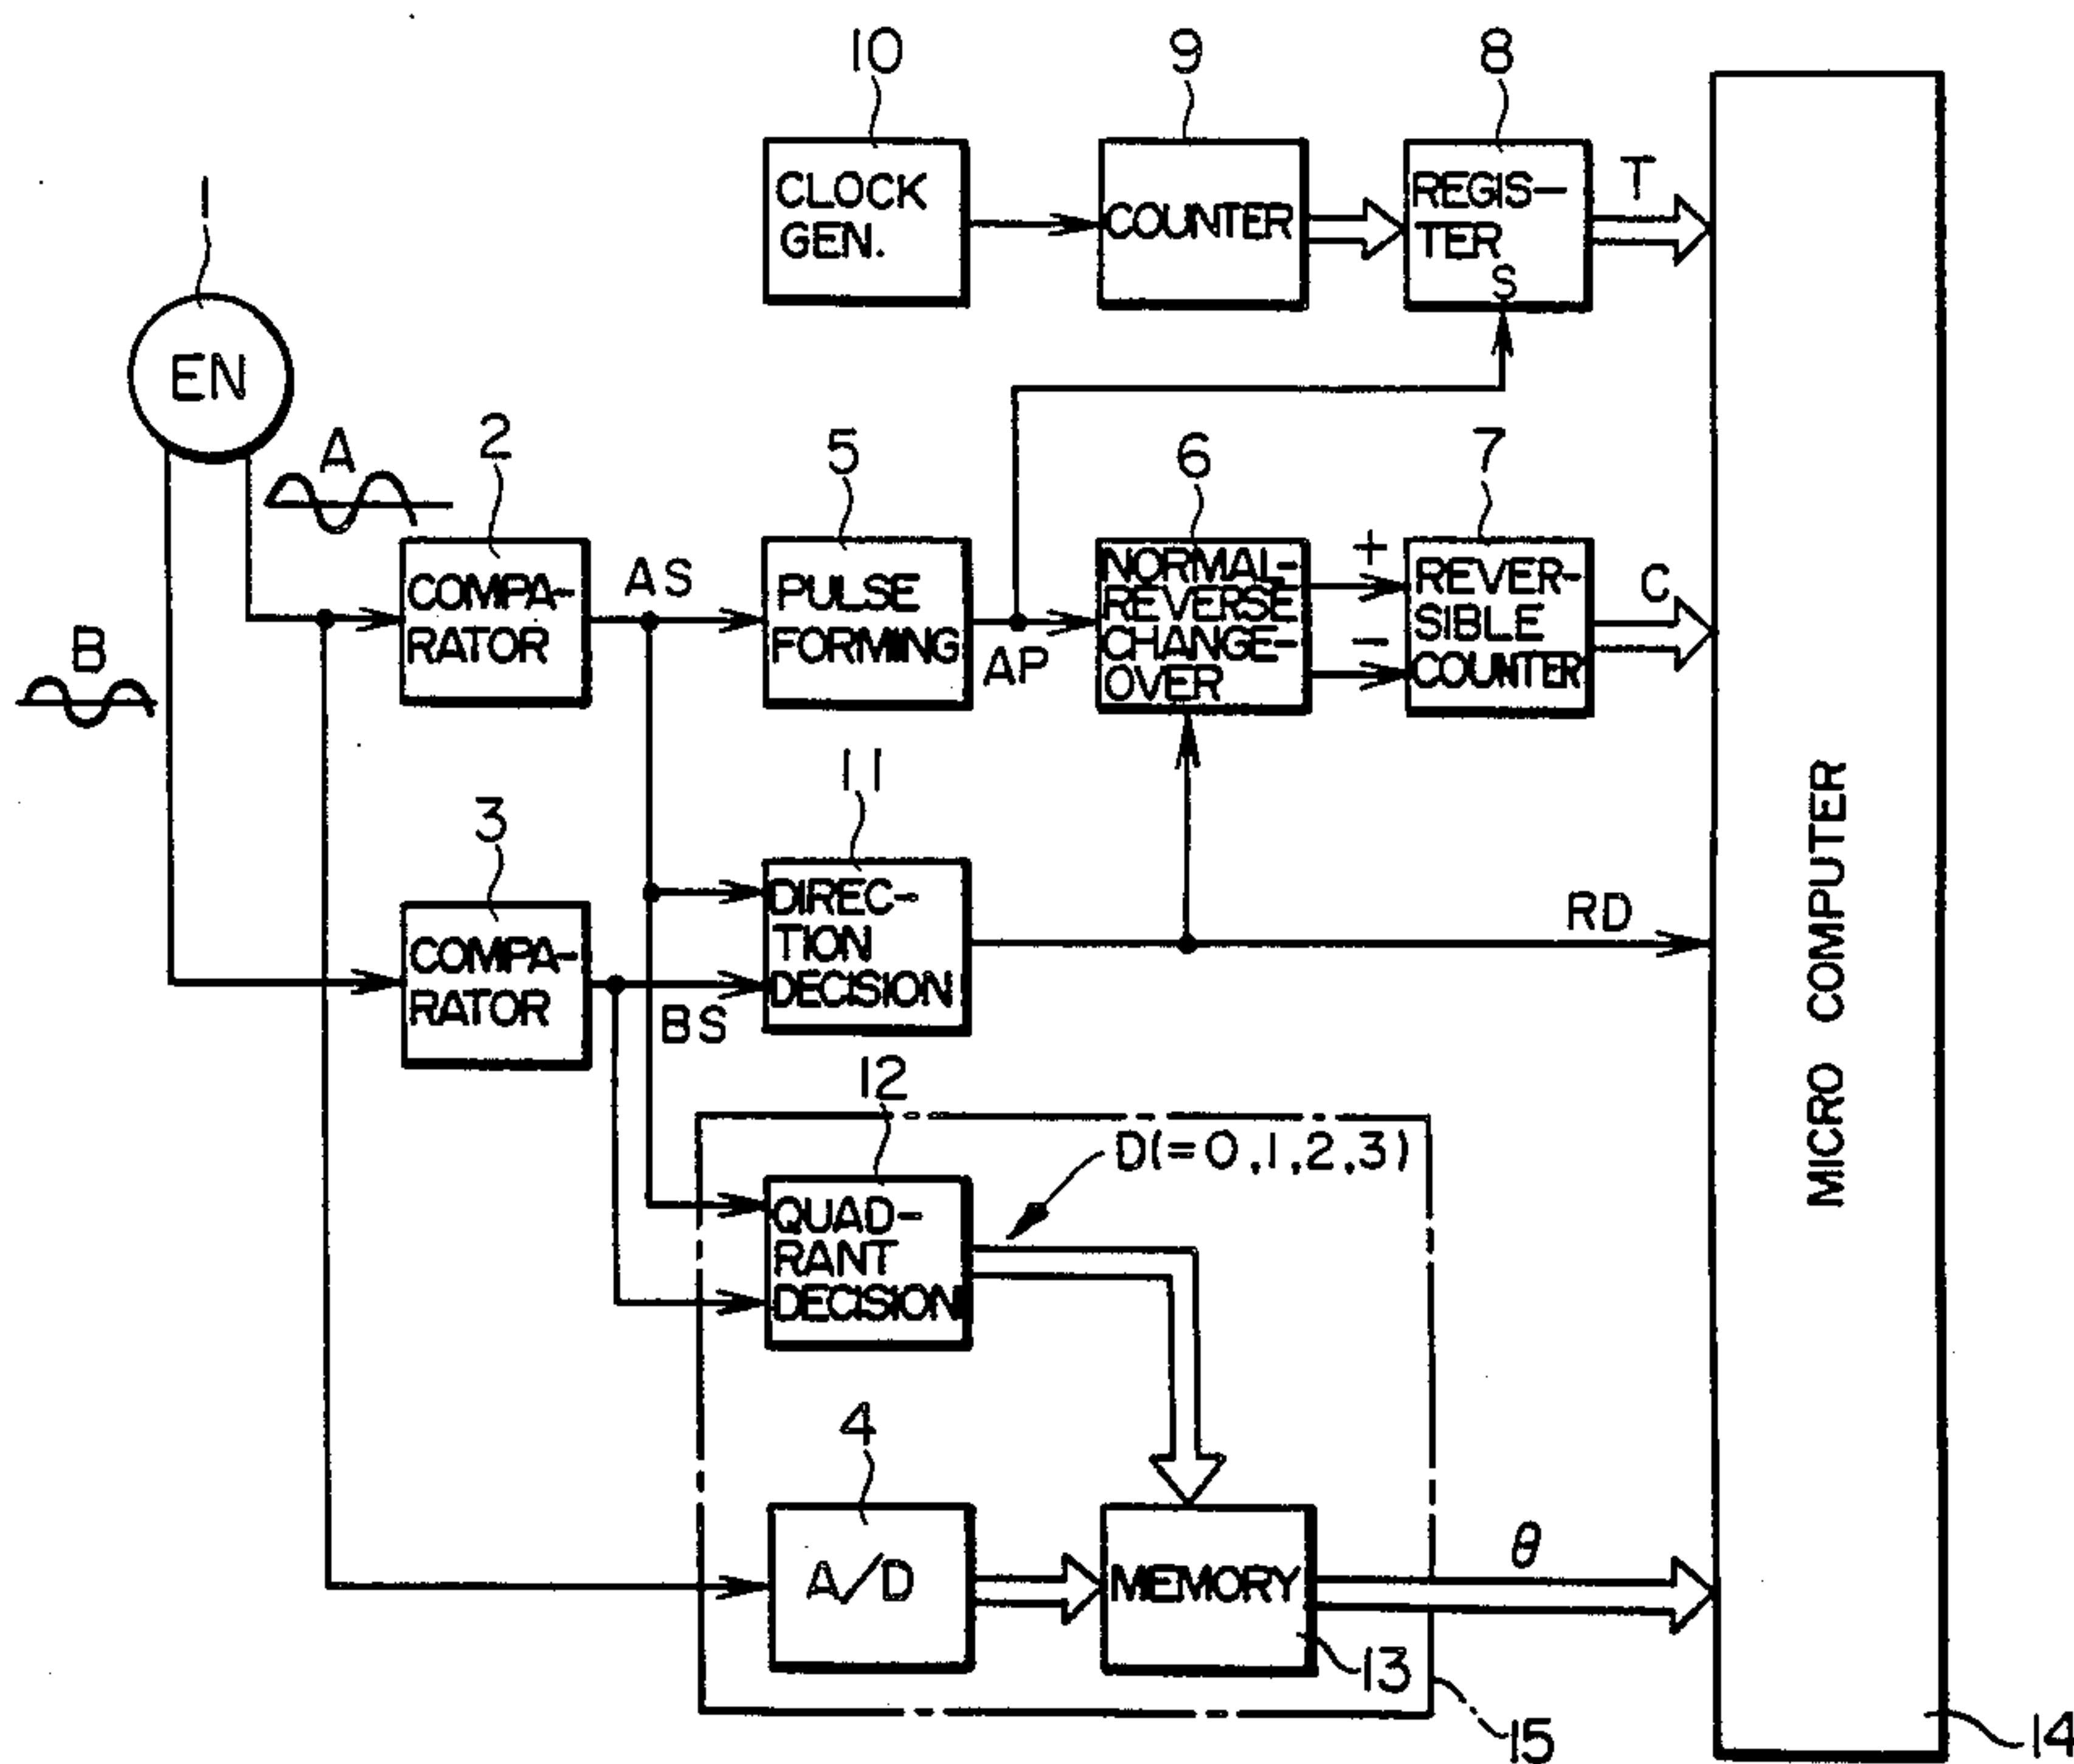 10
9
8
CLOCK
GEN.
COUNTER
REGIS-
TER
S
T
1
EN
A
2
5
6
7
COMPA-
RATOR
AS
PULSE
FORMING
AP
NORMAL-
REVERSE
CHANGE-
OVER
+
-
REVER-
SIBLE
COUNTER
C
B
3
11
COMPA-
RATOR
BS
DIREC-
TION
DECISION
RD
MICRO COMPUTER
12
D(=0,1,2,3)
QUAD-
RANT
DECISION
4
A/D
MEMORY
θ
13
15
14